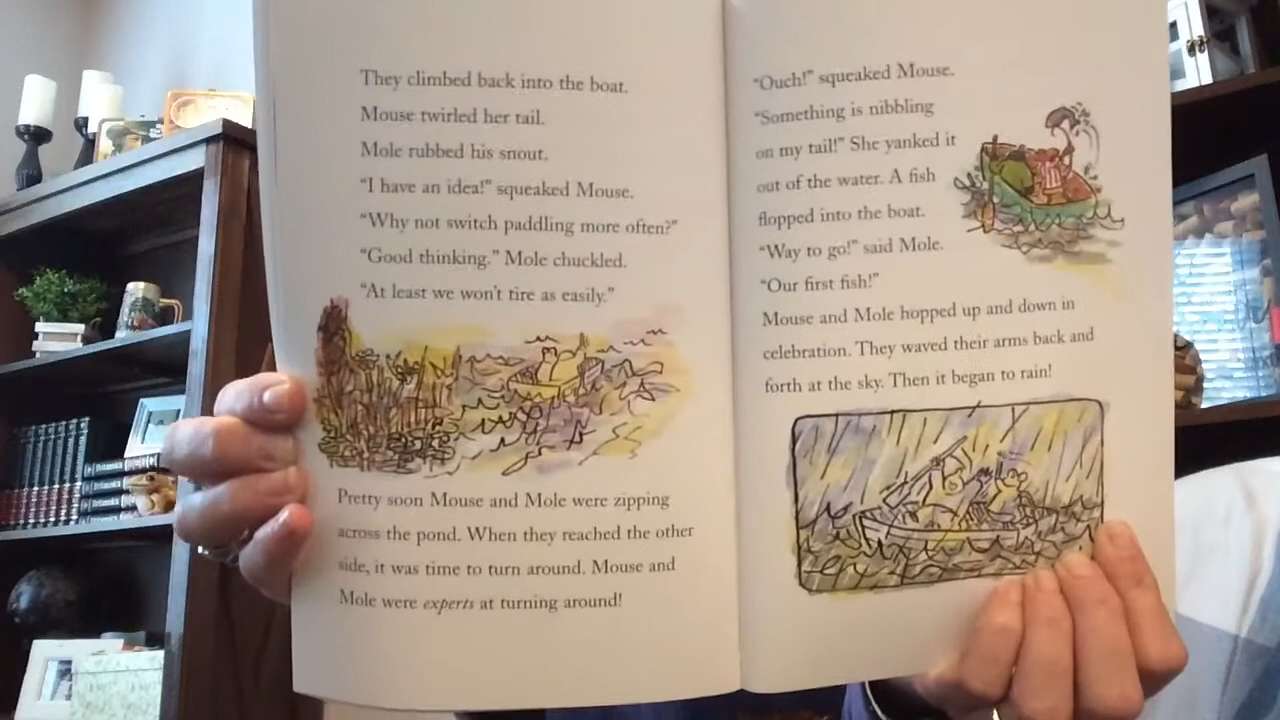 They climbed back into the boat.
Mouse twirled her tail.
Mole rubbed his snout.
“I have an idea!” squeaked Mouse.
“Why not switch paddling more often?”
“Good thinking.” Mole chuckled.
“At least we won’t tire as easily.”
Pretty soon Mouse and Mole were zipping
across the pond. When they reached the other
side, it was time to turn around. Mouse and
Mole were experts at turning around!
“Ouch!” squeaked Mouse.
“Something is nibbling
on my tail!” She yanked it
out of the water. A fish
flopped into the boat.
“Way to go!” said Mole.
“Our first fish!”
Mouse and Mole hopped up and down in
celebration. They waved their arms back and
forth at the sky. Then it began to rain!